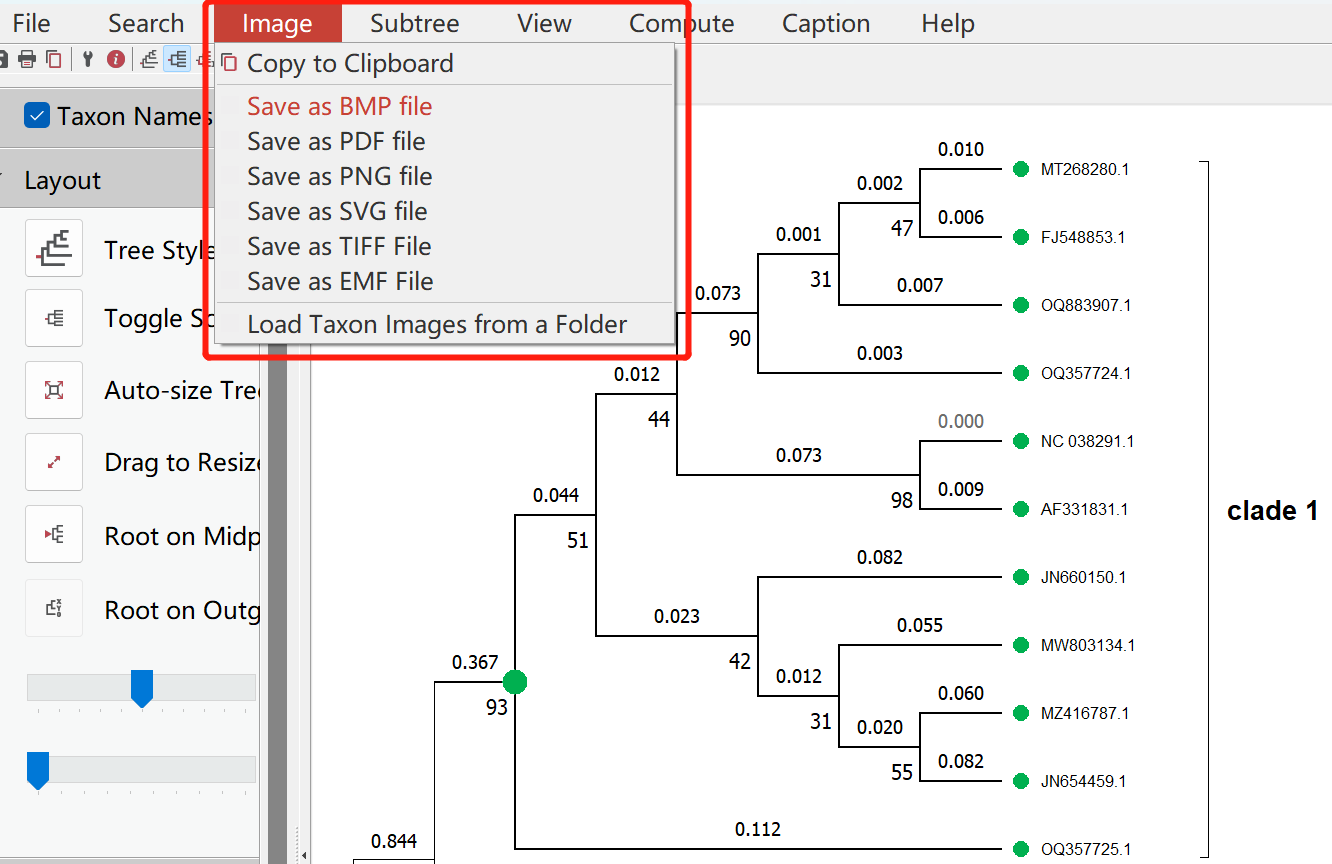 File Search Image Subtree View Compute Caption Help
Copy to Clipboard
Save as BMP file
Save as PDF file
Save as PNG file
Save as SVG file
Save as TIFF File
Save as EMF File
Load Taxon Images from a Folder
Taxon Names
Layout
Tree Style
Toggle Sc
Auto-size Tree
Drag to Resize
Root on Midp
Root on Outg
0.010
MT268280.1
0.002
47
0.006
FJ548853.1
0.001
31
0.007
OQ883907.1
0.073
90
0.003
OQ357724.1
0.012
44
0.000
NC 038291.1
0.073
98
0.009
AF331831.1
clade 1
0.044
51
0.082
JN660150.1
0.023
42
0.055
MW803134.1
0.012
31
0.060
MZ416787.1
0.020
55
0.082
JN654459.1
0.367
93
0.112
OQ357725.1
0.844